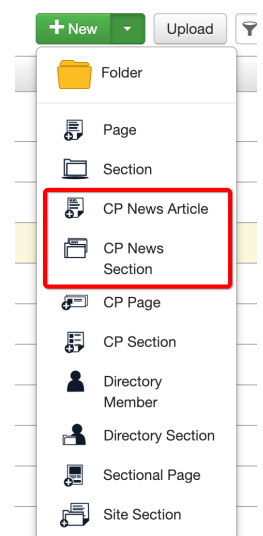 New
Upload
Folder
Page
Section
CP News Article
CP News
Section
CP Page
CP Section
Directory
Member
Directory Section
Sectional Page
Site Section